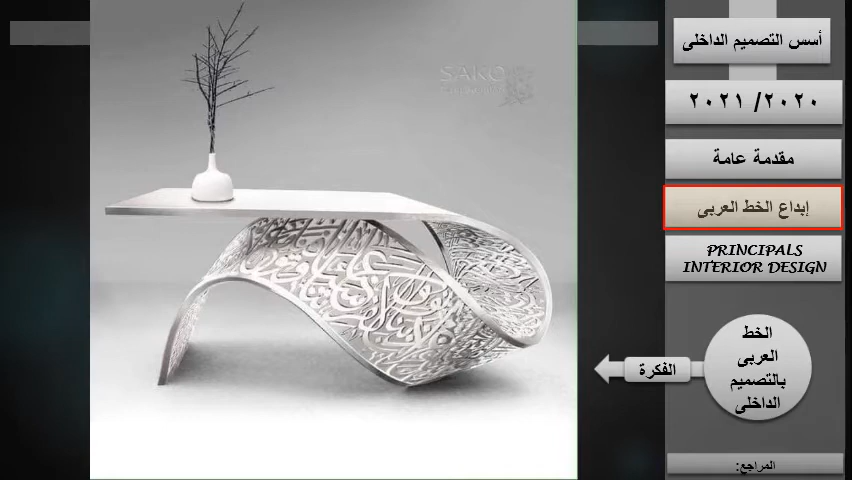 أسس التصميم الداخلى
٢٠٢٠/ ٢٠٢١
مقدمة عامة
إبداع الخط العربى
PRINCIPALS
INTERIOR DESIGN
الخط
العربى
بالتصميم
الداخلى
الفكرة
المراجع:
SAKO